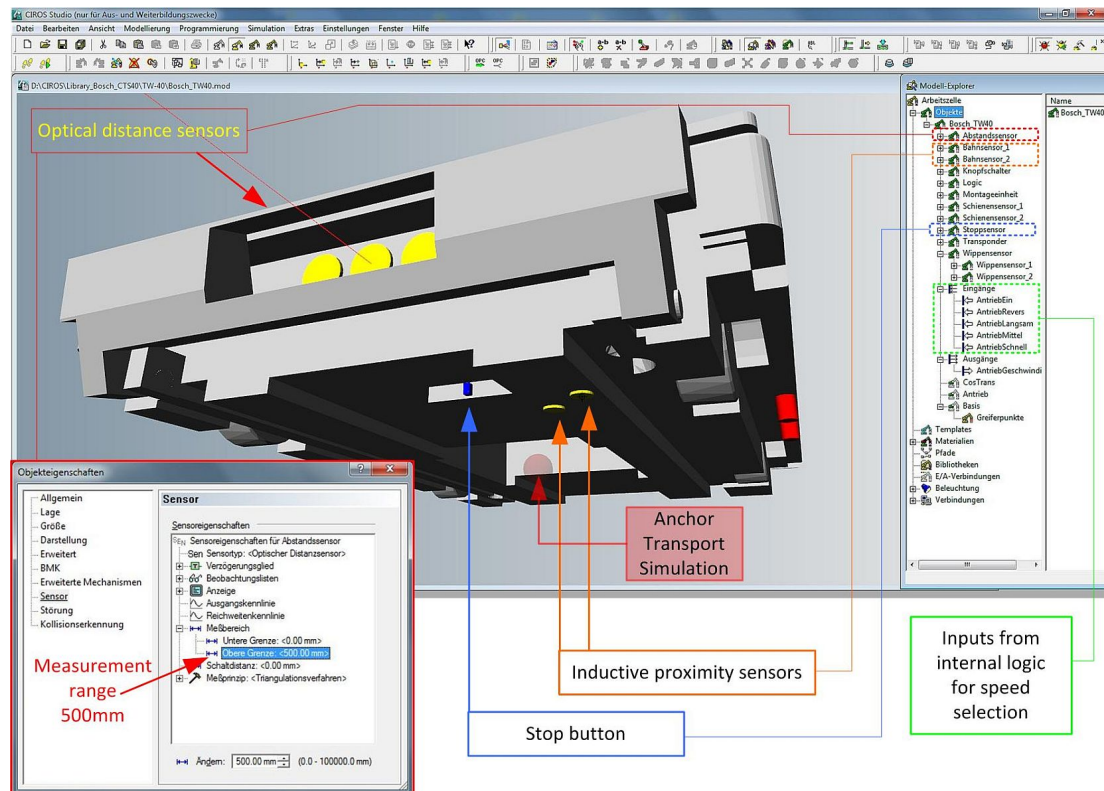 CIROS Studio (nur für Aus- und Weiterbildungszwecke)
Datei Bearbeiten Ansicht Modellierung Programmierung Simulation Extras Einstellungen Fenster Hilfe
D:\CIROS\Library_Bosch_CTS40\TW-40\Bosch_TW40.mod
Optical distance sensors
Modell-Explorer
Arbeitszelle
Objekte
Bosch_TW40
Abstandssensor
Bahnsensor_1
Bahnsensor_2
Knopfschalter
Logic
Montageeinheit
Schienensensor_1
Schienensensor_2
Stoppsensor
Transponder
Wippensensor
Wippensensor_1
Wippensensor_2
Eingänge
AntriebEin
AntriebRevers
AntriebLangsam
AntriebMittel
AntriebSchnell
Ausgänge
AntriebGeschwindi
CosTrans
Antrieb
Basis
Greiferpunkte
Templates
Materialien
Pfade
Bibliotheken
E/A-Verbindungen
Beleuchtung
Verbindungen
Name
Bosch_TW40
Anchor
Transport
Simulation
Objekteigenschaften
Allgemein
Lage
Größe
Darstellung
Erweitert
BMK
Erweiterte Mechanismen
Sensor
Störung
Kollisionserkennung
Sensor
Sensoreigenschaften
Sensoreigenschaften für Abstandssensor
Sensortyp: <Optischer Distanzsensor>
Verzögerungsglied
Beobachtungslisten
Anzeige
Ausgangskennlinie
Reichweitenkennlinie
Meßbereich
Untere Grenze: <0.00 mm>
Obere Grenze: <500.00 mm>
Schaltdistanz: <0.00 mm>
Meßprinzip: <Triangulationsverfahren>
Ändern: 500.00 mm (0.0 - 100000.0 mm)
Measurement
range
500mm
Inductive proximity sensors
Stop button
Inputs from
internal logic
for speed
selection